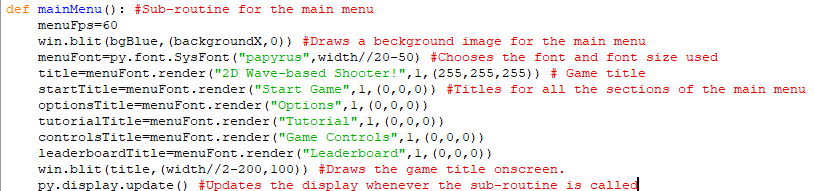 def mainMenu(): #Sub-routine for the main menu
menuFps=60
win.blit(bgBlue,(backgroundX,0)) #Draws a beckground image for the main menu
menuFont=py.font.SysFont("papyrus",width//20-50) #Chooses the font and font size used
title=menuFont.render("2D Wave-based Shooter!",1,(255,255,255)) # Game title
startTitle=menuFont.render("Start Game",1,(0,0,0)) #Titles for all the sections of the main menu
optionsTitle=menuFont.render("Options",1,(0,0,0))
tutorialTitle=menuFont.render("Tutorial",1,(0,0,0))
controlsTitle=menuFont.render("Game Controls",1,(0,0,0))
leaderboardTitle=menuFont.render("Leaderboard",1,(0,0,0))
win.blit(title,(width//2-200,100)) #Draws the game title onscreen.
py.display.update() #Updates the display whenever the sub-routine is called